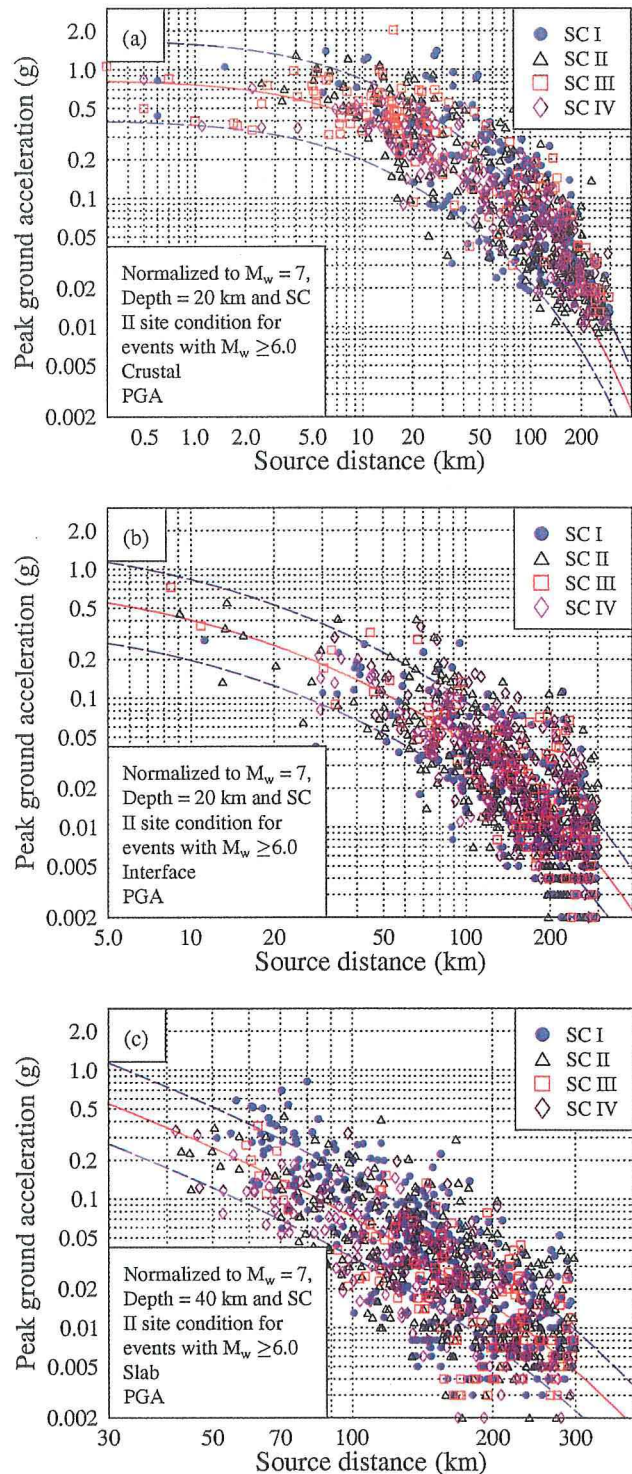 (a)
SC I
SC II
SC III
SC IV
Peak ground acceleration (g)
2.0
1.0
0.5
0.2
0.1
0.05
0.02
0.01
0.005
0.002
Normalized to Mw = 7,
Depth = 20 km and SC
II site condition for
events with Mw ≥6.0
Crustal
PGA
0.5 1.0 2.0 5.0 10 20 50 100 200
Source distance (km)
(b)
SC I
SC II
SC III
SC IV
Peak ground acceleration (g)
2.0
1.0
0.5
0.2
0.1
0.05
0.02
0.01
0.005
0.002
Normalized to Mw = 7,
Depth = 20 km and SC
II site condition for
events with Mw ≥6.0
Interface
PGA
5.0 10 20 50 100 200
Source distance (km)
(c)
SC I
SC II
SC III
SC IV
Peak ground acceleration (g)
2.0
1.0
0.5
0.2
0.1
0.05
0.02
0.01
0.005
0.002
Normalized to Mw = 7,
Depth = 40 km and SC
II site condition for
events with Mw ≥6.0
Slab
PGA
30 50 70 100 200 300
Source distance (km)